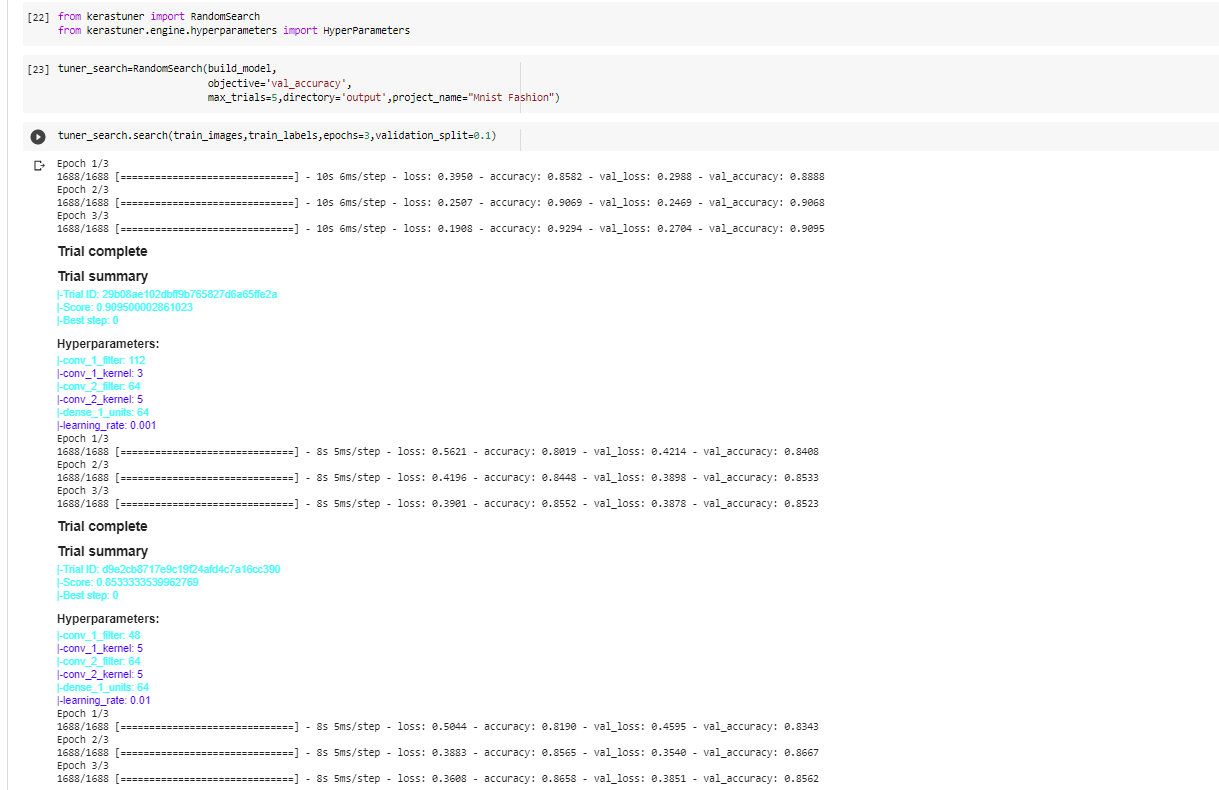 [22] from kerastuner import RandomSearch
from kerastuner.engine.hyperparameters import HyperParameters
[23] tuner_search=RandomSearch(build_model,
objective='val_accuracy',
max_trials=5,directory='output',project_name="Mnist Fashion")
tuner_search.search(train_images,train_labels,epochs=3,validation_split=0.1)
Epoch 1/3
1688/1688 [==============================] - 10s 6ms/step - loss: 0.3950 - accuracy: 0.8582 - val_loss: 0.2988 - val_accuracy: 0.8888
Epoch 2/3
1688/1688 [==============================] - 10s 6ms/step - loss: 0.2507 - accuracy: 0.9069 - val_loss: 0.2469 - val_accuracy: 0.9068
Epoch 3/3
1688/1688 [==============================] - 10s 6ms/step - loss: 0.1908 - accuracy: 0.9294 - val_loss: 0.2704 - val_accuracy: 0.9095
Trial complete
Trial summary
|-Trial ID: 29b08ae102dbff9b765827d6a65ffe2a
|-Score: 0.909500002861023
|-Best step: 0
Hyperparameters:
|-conv_1_filter: 112
|-conv_1_kernel: 3
|-conv_2_filter: 64
|-conv_2_kernel: 5
|-dense_1_units: 64
|-learning_rate: 0.001
Epoch 1/3
1688/1688 [==============================] - 8s 5ms/step - loss: 0.5621 - accuracy: 0.8019 - val_loss: 0.4214 - val_accuracy: 0.8408
Epoch 2/3
1688/1688 [==============================] - 8s 5ms/step - loss: 0.4196 - accuracy: 0.8448 - val_loss: 0.3898 - val_accuracy: 0.8533
Epoch 3/3
1688/1688 [==============================] - 8s 5ms/step - loss: 0.3901 - accuracy: 0.8552 - val_loss: 0.3878 - val_accuracy: 0.8523
Trial complete
Trial summary
|-Trial ID: d9e2cb8717e9c19f24afd4c7a16cc390
|-Score: 0.8533333539962769
|-Best step: 0
Hyperparameters:
|-conv_1_filter: 48
|-conv_1_kernel: 5
|-conv_2_filter: 64
|-conv_2_kernel: 5
|-dense_1_units: 64
|-learning_rate: 0.01
Epoch 1/3
1688/1688 [==============================] - 8s 5ms/step - loss: 0.5044 - accuracy: 0.8190 - val_loss: 0.4595 - val_accuracy: 0.8343
Epoch 2/3
1688/1688 [==============================] - 8s 5ms/step - loss: 0.3883 - accuracy: 0.8565 - val_loss: 0.3540 - val_accuracy: 0.8667
Epoch 3/3
1688/1688 [==============================] - 8s 5ms/step - loss: 0.3608 - accuracy: 0.8658 - val_loss: 0.3851 - val_accuracy: 0.8562